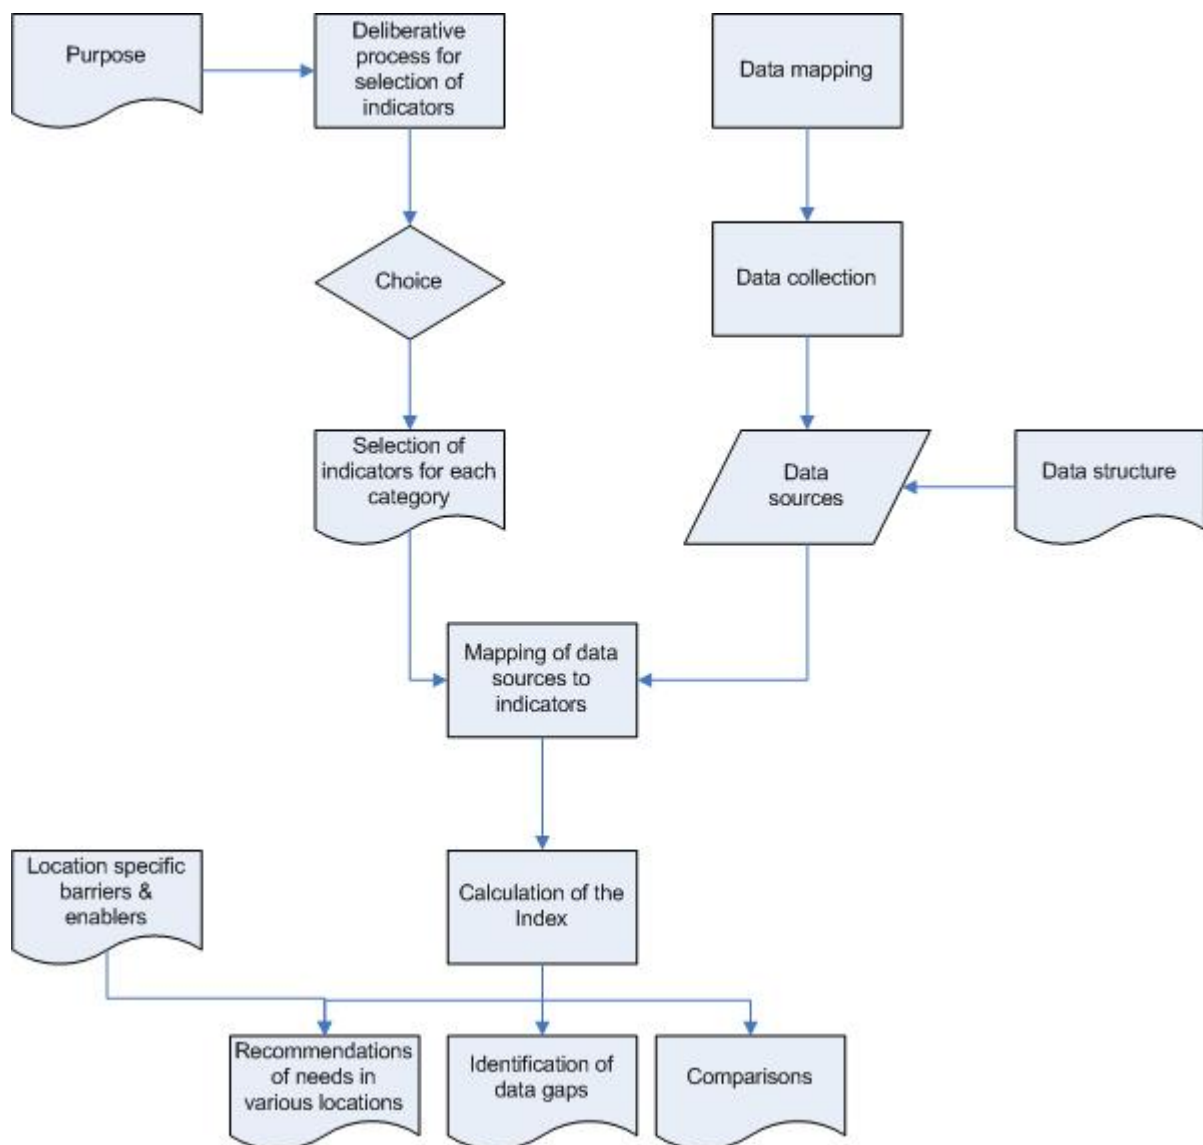 Purpose
Deliberative
process for
selection of
indicators
Data mapping
Choice
Data collection
Selection of
indicators for each
category
Data
sources
Data structure
Mapping of data
sources to
indicators
Location specific
barriers &
enablers
Calculation of the
Index
Recommendations
of needs in
various locations
Identification of
data gaps
Comparisons